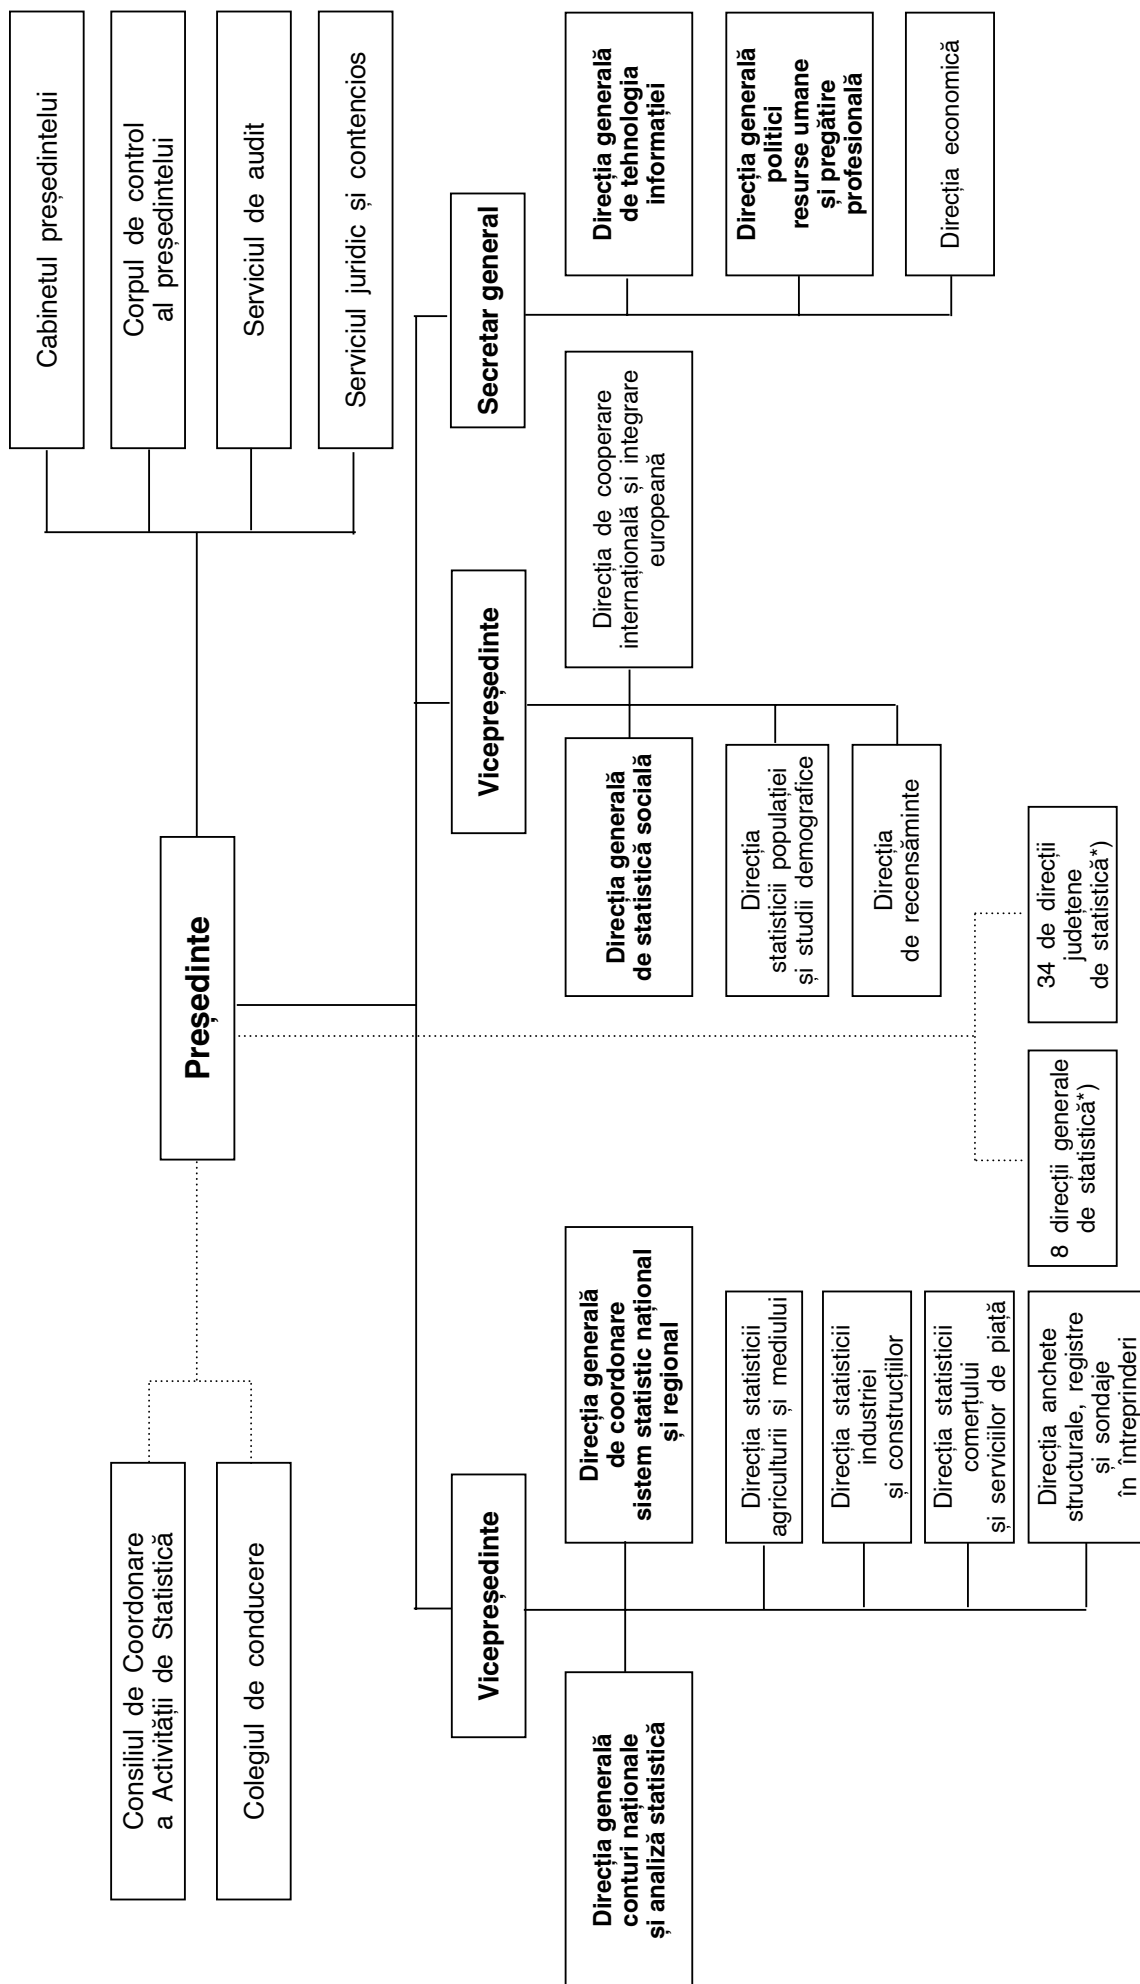 Cabinetul președintelui
Corpul de control
al președintelui
Serviciul de audit
Serviciul juridic și contencios
Consiliul de Coordonare
a Activității de Statistică
Colegiul de conducere
Președinte
Vicepreședinte
Vicepreședinte
Secretar general
Direcția generală
conturi naționale
și analiză statistică
Direcția generală
de coordonare
sistem statistic național
și regional
Direcția statisticii
agriculturii și mediului
Direcția statisticii
industriei
și construcțiilor
Direcția statisticii
comerțului
și serviciilor de piață
Direcția anchete
structurale, registre
și sondaje
în întreprinderi
Direcția generală
de statistică socială
Direcția de cooperare
internațională și integrare
europeană
Direcția
statisticii populației
și studii demografice
Direcția
de recensăminte
Direcția generală
de tehnologia
informației
Direcția generală
politici
resurse umane
și pregătire
profesională
Direcția economică
8 direcții generale
de statistică*)
34 de direcții
județene
de statistică*)